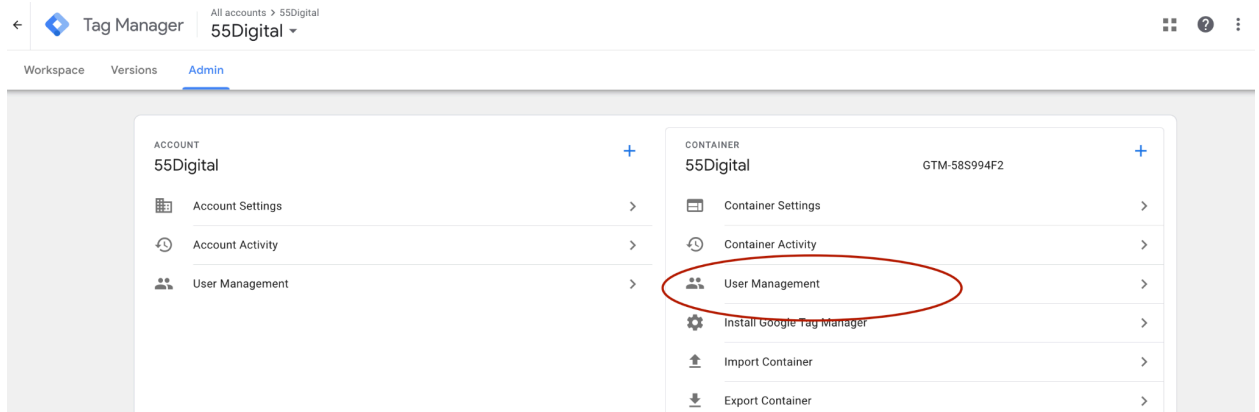 All accounts > 55Digital
Tag Manager
55Digital
Workspace Versions Admin
ACCOUNT
55Digital
Account Settings
Account Activity
User Management
CONTAINER
55Digital GTM-58S994F2
Container Settings
Container Activity
User Management
Install Google Tag Manager
Import Container
Export Container